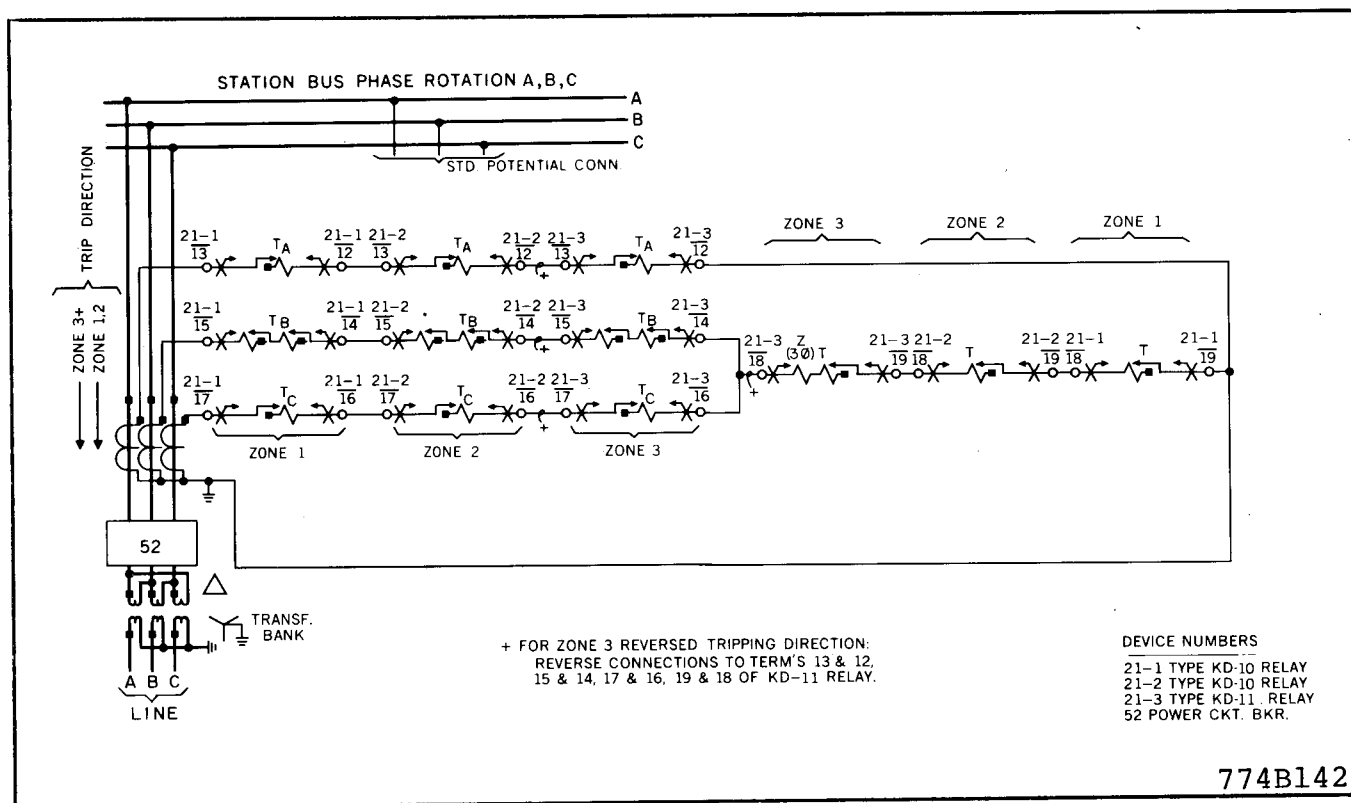 STATION BUS PHASE ROTATION A,B,C
A
B
C
STD. POTENTIAL CONN.
TRIP DIRECTION
ZONE 3+
ZONE 1,2
ZONE 3
ZONE 2
ZONE 1
21-1
13
TA
21-1
12
21-2
13
TA
21-2
12
21-3
13
TA
21-3
12
+
21-1
15
TB
21-1
14
21-2
15
TB
21-2
14
21-3
15
TB
21-3
14
+
21-3
18
Z
(3Ø) T
21-3
19
21-2
18
T
21-2
19
21-1
18
T
21-1
19
+
21-1
17
TC
21-1
16
21-2
17
TC
21-2
16
21-3
17
TC
21-3
16
+
ZONE 1
ZONE 2
ZONE 3
52
TRANSF.
BANK
A B C
LINE
+ FOR ZONE 3 REVERSED TRIPPING DIRECTION:
REVERSE CONNECTIONS TO TERM'S 13 & 12,
15 & 14, 17 & 16, 19 & 18 OF KD-11 RELAY.
DEVICE NUMBERS
21-1 TYPE KD-10 RELAY
21-2 TYPE KD-10 RELAY
21-3 TYPE KD-11 RELAY
52 POWER CKT. BKR.
774B142